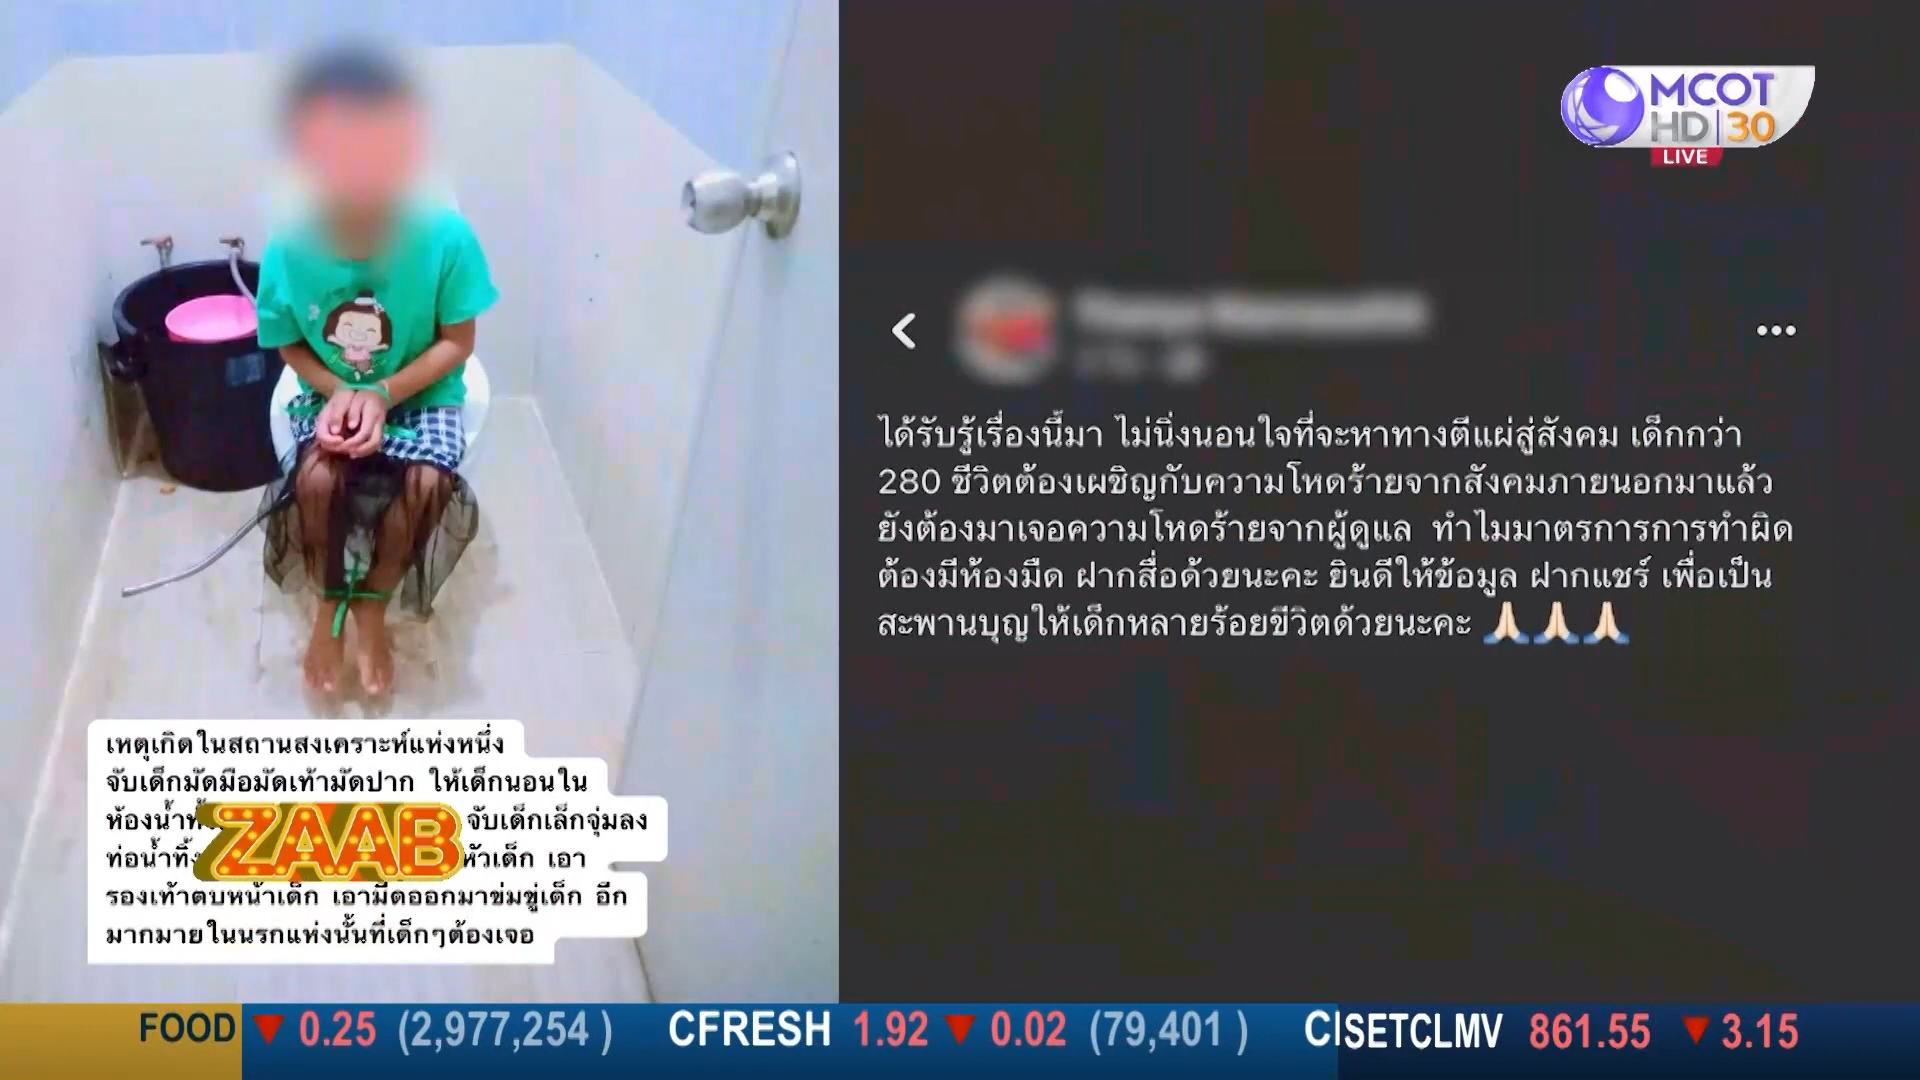 MCOT
HD 30
LIVE
ได้รับรู้เรื่องนี้มา ไม่นิ่งนอนใจที่จะหาทางตีแผ่สู่สังคม เด็กกว่า
280 ชีวิตต้องเผชิญกับความโหดร้ายจากสังคมภายนอกมาแล้ว
ยังต้องมาเจอความโหดร้ายจากผู้ดูแล ทำไมมาตรการการทำผิด
ต้องมีห้องมืด ฝากสื่อด้วยนะคะ ยินดีให้ข้อมูล ฝากแชร์ เพื่อเป็น
สะพานบุญให้เด็กหลายร้อยขีวิตด้วยนะคะ 🙏🏻🙏🏻🙏🏻
เหตุเกิดในสถานสงเคราะห์แห่งหนึ่ง
จับเด็กมัดมือมัดเท้ามัดปาก ให้เด็กนอนใน
ห้องน้ำ จับเด็กเล็กจุ่มลง
ท่อน้ำทิ้ง หัวเด็ก เอา
ZAAB
รองเท้าตบหน้าเด็ก เอามีดออกมาข่มขู่เด็ก อีก
มากมายในนรกแห่งนั้นที่เด็กๆต้องเจอ
FOOD ▼ 0.25 (2,977,254 ) CFRESH 1.92 ▼ 0.02 (79,401 ) SETCLMV 861.55 ▼ 3.15